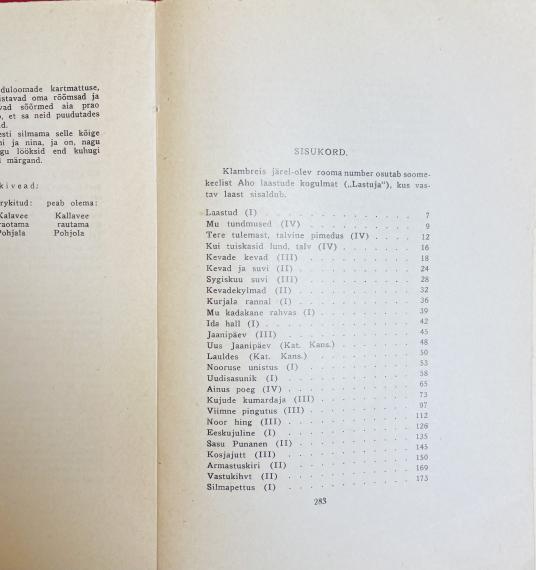 duloomade kartmattuse,
istavad oma rõõmsad ja
vad sõõrmed aia prao
, et sa neid puudutades
d.
esti silmama selle kõige
ni ja nina, ja on, nagu
gu lööksid end kuhugi
märgand.
kivead:
rykitud: peab olema:
Kalavee Kallavee
raotama rautama
Pohjala Pohjola
SISUKORD.
Klambreis järel-olev rooma number osutab soome-
keelist Aho laastude kogulmat („Lastuja"), kus vas-
tav laast sisaldub.
Laastud (I) . . . . . . . . . . . . 7
Mu tundmused (IV) . . . . . . . . . 9
Tere tulemast, talvine pimedus (IV) . . . . 12
Kui tuiskasid lund, talv (IV) . . . . . . 16
Kevade kevad (III) . . . . . . . . . 18
Kevad ja suvi (II) . . . . . . . . . 24
Sygiskuu suvi (III) . . . . . . . . . 28
Kevadekylmad (II) . . . . . . . . . 32
Kurjala rannal (I) . . . . . . . . . 36
Mu kadakane rahvas (I) . . . . . . . 39
Ida hall (I) . . . . . . . . . . . 42
Jaanipäev (III) . . . . . . . . . . 45
Uus Jaanipäev (Kat. Kans.) . . . . . . 48
Lauldes (Kat. Kans.) . . . . . . . . 50
Nooruse unistus (I) . . . . . . . . . 53
Uudisasunik (I) . . . . . . . . . . 58
Ainus poeg (IV) . . . . . . . . . . 65
Kujude kumardaja (III) . . . . . . . . 73
Viimne pingutus (III) . . . . . . . . 97
Noor hing (III) . . . . . . . . . . 112
Eeskujuline (I) . . . . . . . . . . 126
Sasu Punanen (II) . . . . . . . . . 135
Kosjajutt (III) . . . . . . . . . . 145
Armastuskiri (II) . . . . . . . . . 150
Vastukihvt (II) . . . . . . . . . . 169
Silmapettus (I) . . . . . . . . . . 173
283